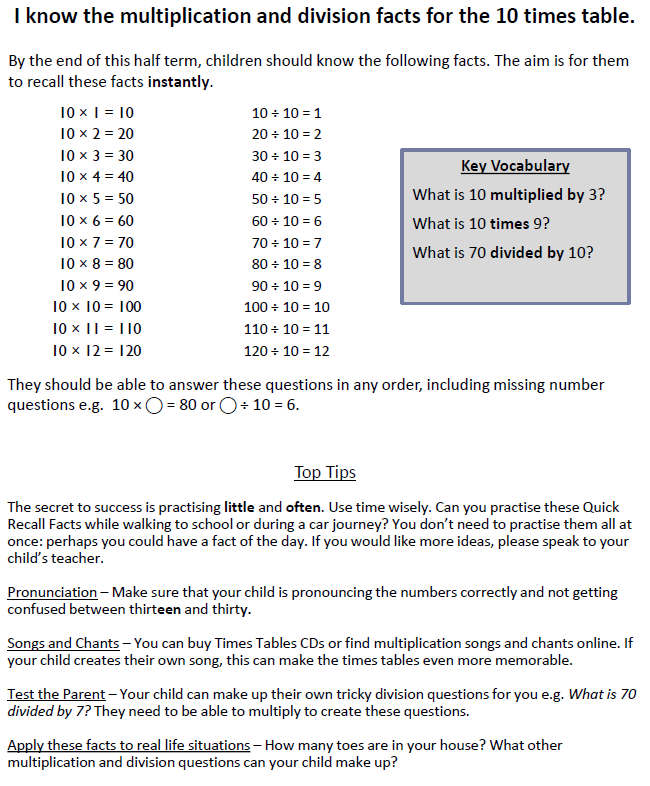 I know the multiplication and division facts for the 10 times table.
By the end of this half term, children should know the following facts. The aim is for them
to recall these facts instantly.
10 × 1 = 10
10 × 2 = 20
10 × 3 = 30
10 × 4 = 40
10 × 5 = 50
10 × 6 = 60
10 × 7 = 70
10 × 8 = 80
10 × 9 = 90
10 × 10 = 100
10 × 11 = 110
10 × 12 = 120
10 ÷ 10 = 1
20 ÷ 10 = 2
30 ÷ 10 = 3
40 ÷ 10 = 4
50 ÷ 10 = 5
60 ÷ 10 = 6
70 ÷ 10 = 7
80 ÷ 10 = 8
90 ÷ 10 = 9
100 ÷ 10 = 10
110 ÷ 10 = 11
120 ÷ 10 = 12
Key Vocabulary
What is 10 multiplied by 3?
What is 10 times 9?
What is 70 divided by 10?
They should be able to answer these questions in any order, including missing number
questions e.g. 10 × ◯ = 80 or ◯ ÷ 10 = 6.
Top Tips
The secret to success is practising little and often. Use time wisely. Can you practise these Quick
Recall Facts while walking to school or during a car journey? You don’t need to practise them all at
once: perhaps you could have a fact of the day. If you would like more ideas, please speak to your
child’s teacher.
Pronunciation – Make sure that your child is pronouncing the numbers correctly and not getting
confused between thirteen and thirty.
Songs and Chants – You can buy Times Tables CDs or find multiplication songs and chants online. If
your child creates their own song, this can make the times tables even more memorable.
Test the Parent – Your child can make up their own tricky division questions for you e.g. What is 70
divided by 7? They need to be able to multiply to create these questions.
Apply these facts to real life situations – How many toes are in your house? What other
multiplication and division questions can your child make up?